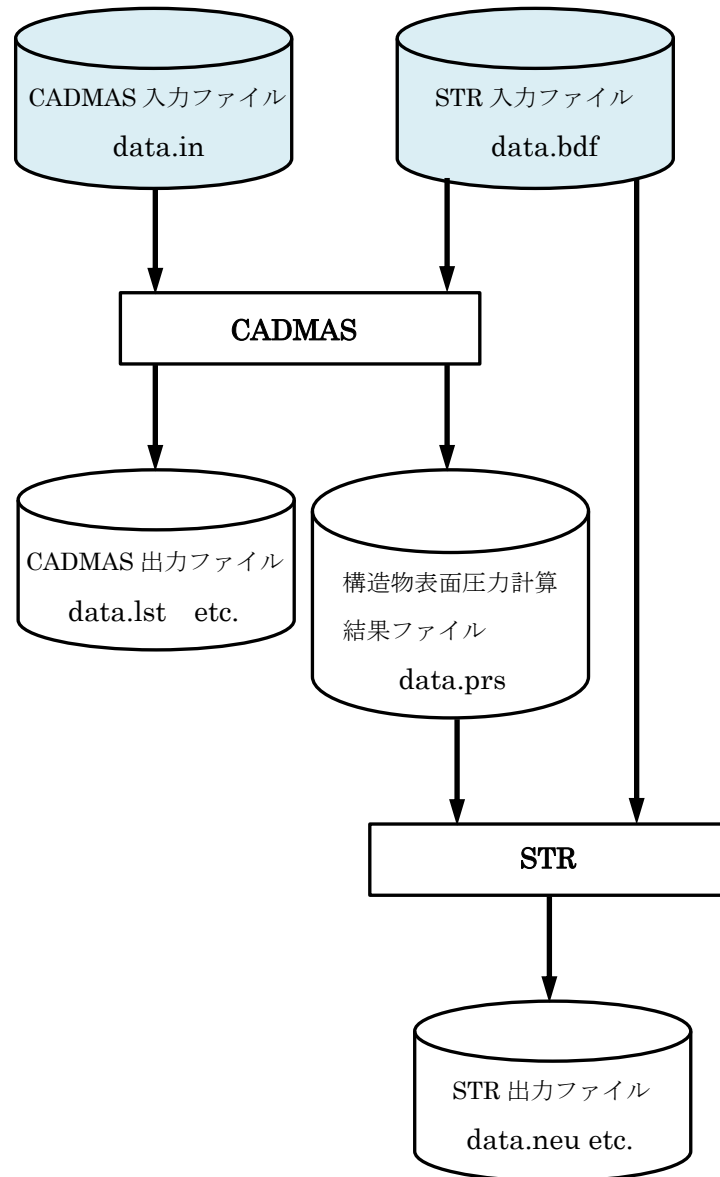 CADMAS 入力ファイル
data.in
STR 入力ファイル
data.bdf
CADMAS
CADMAS 出力ファイル
data.lst　etc.
構造物表面圧力計算
結果ファイル
data.prs
STR
STR 出力ファイル
data.neu etc.